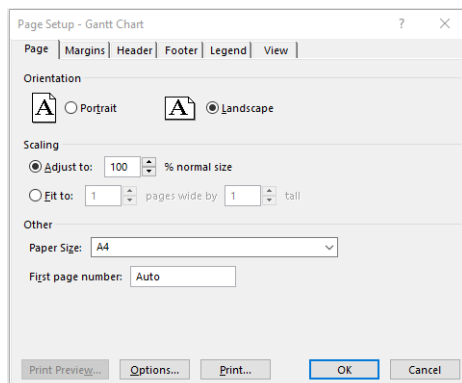 Page Setup - Gantt Chart ? ×
Page Margins Header Footer Legend View
Orientation
A Portrait A Landscape
Scaling
Adjust to: 100 % normal size
Fit to: 1 pages wide by 1 tall
Other
Paper Size: A4
First page number: Auto
Print Preview... Options... Print... OK Cancel